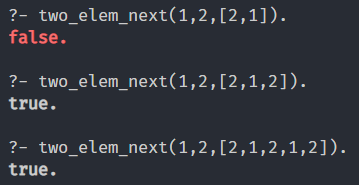 ?- two_elem_next(1,2,[2,1]).
false.
?- two_elem_next(1,2,[2,1,2]).
true.
?- two_elem_next(1,2,[2,1,2,1,2]).
true.